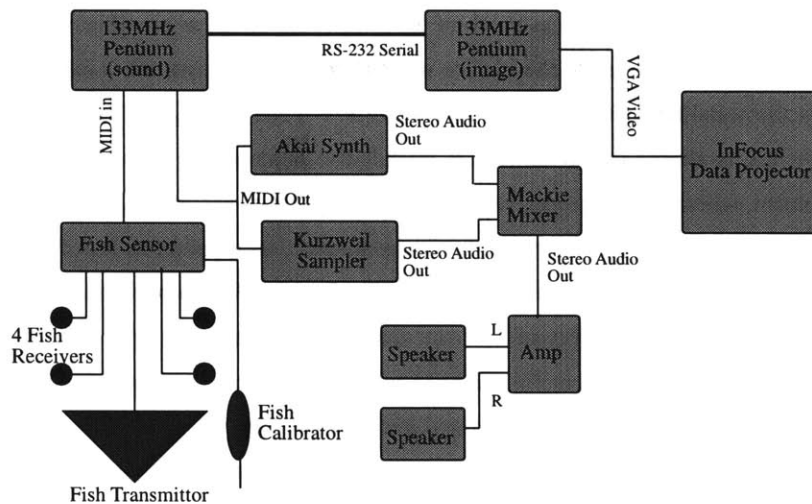 133MHz
Pentium
(sound)
RS-232 Serial
133MHz
Pentium
(image)
VGA Video
InFocus
Data Projector
MIDI in
Akai Synth
Stereo Audio
Out
Mackie
Mixer
MIDI Out
Fish Sensor
Kurzweil
Sampler
Stereo Audio
Out
Stereo Audio
Out
4 Fish
Receivers
Speaker
L
Amp
R
Speaker
Fish
Calibrator
Fish Transmittor